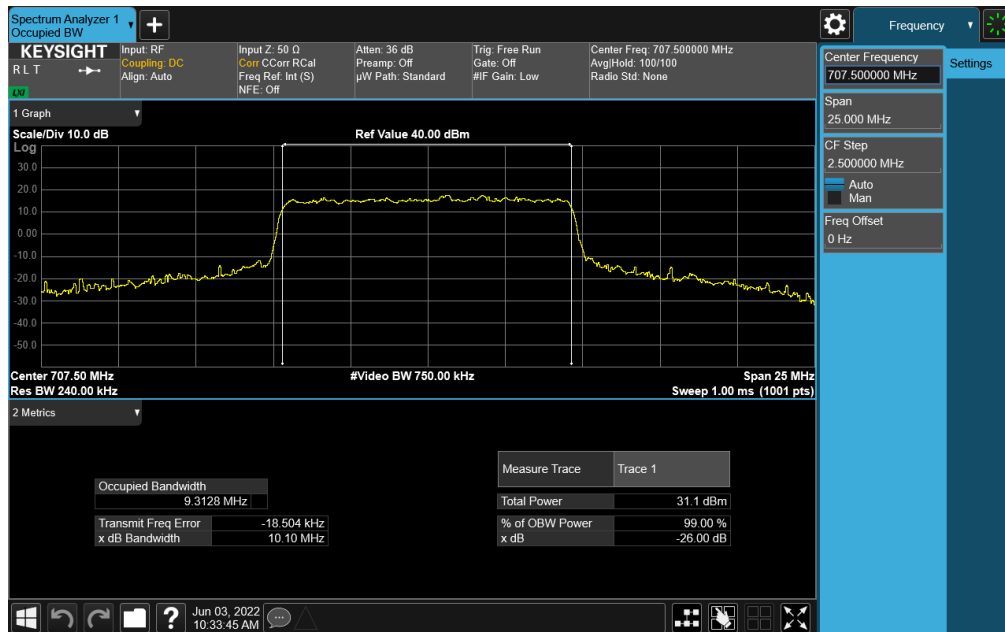 Spectrum Analyzer 1
Occupied BW
Frequency
KEYSIGHT
R L T
LXI
Input: RF
Coupling: DC
Align: Auto
Input Z: 50 Ω
Corr CCorr RCal
Freq Ref: Int (S)
NFE: Off
Atten: 36 dB
Preamp: Off
µW Path: Standard
Trig: Free Run
Gate: Off
#IF Gain: Low
Center Freq: 707.500000 MHz
Avg|Hold: 100/100
Radio Std: None
Center Frequency
707.500000 MHz
Settings
Span
25.000 MHz
CF Step
2.500000 MHz
Auto
Man
Freq Offset
0 Hz
1 Graph
Scale/Div 10.0 dB
Ref Value 40.00 dBm
Log
30.0
20.0
10.0
0.00
-10.0
-20.0
-30.0
-40.0
-50.0
Center 707.50 MHz
#Video BW 750.00 kHz
Span 25 MHz
Res BW 240.00 kHz
Sweep 1.00 ms (1001 pts)
2 Metrics
Measure Trace Trace 1
Occupied Bandwidth
9.3128 MHz
Total Power 31.1 dBm
Transmit Freq Error -18.504 kHz
% of OBW Power 99.00 %
x dB Bandwidth 10.10 MHz
x dB -26.00 dB
?
Jun 03, 2022
10:33:45 AM